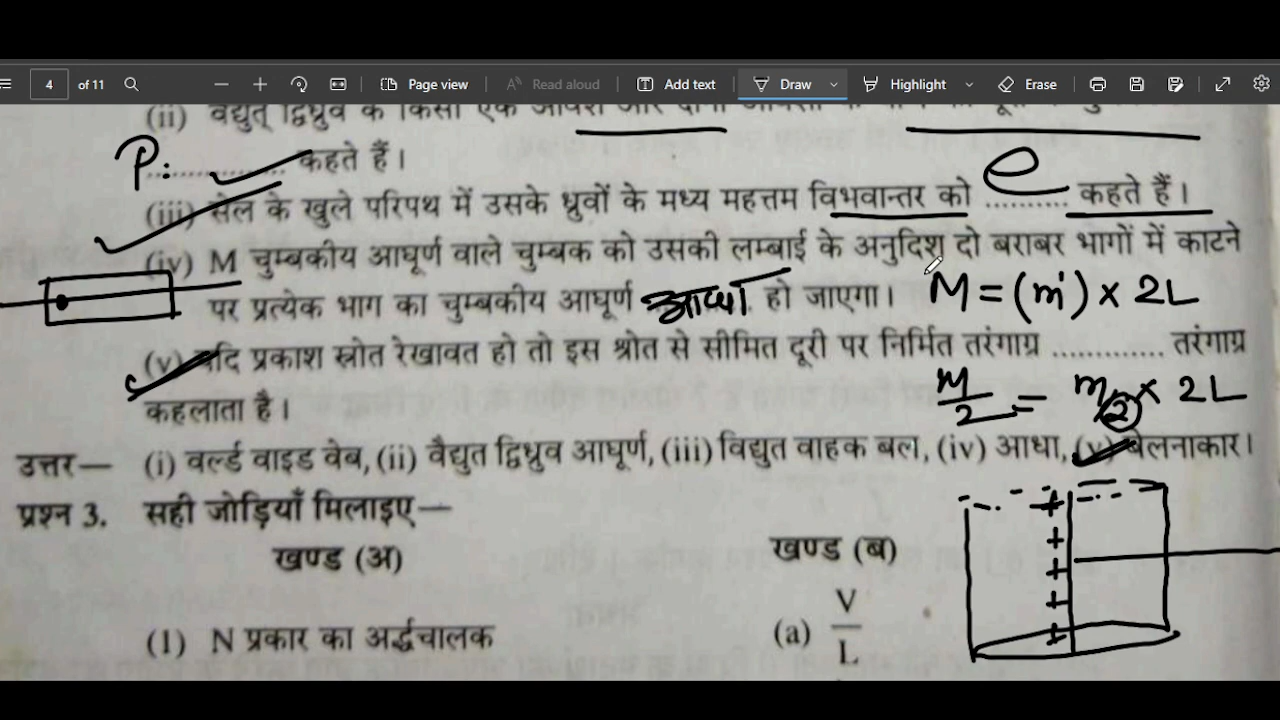 4 of 11 Page view Read aloud Add text Draw Highlight Erase
(ii) वैद्युत् द्विध्रुव के किसी एक
P: .................. कहते हैं।
(iii) सेल के खुले परिपथ में उसके ध्रुवों के मध्य महत्तम विभवान्तर को e .......... कहते हैं।
(iv) M चुम्बकीय आघूर्ण वाले चुम्बक को उसकी लम्बाई के अनुदिश दो बराबर भागों में काटने
पर प्रत्येक भाग का चुम्बकीय आघूर्ण आधा हो जाएगा। M = (m') × 2L
(v) यदि प्रकाश स्रोत रेखावत हो तो इस श्रोत से सीमित दूरी पर निर्मित तरंगाग्र ............. तरंगाग्र
कहलाता है। M/2 = m/2 × 2L
उत्तर— (i) वर्ल्ड वाइड वेब, (ii) वैद्युत द्विध्रुव आघूर्ण, (iii) विद्युत वाहक बल, (iv) आधा, (v) बेलनाकार।
प्रश्न 3. सही जोड़ियाँ मिलाइए—
खण्ड (अ) खण्ड (ब)
(1) N प्रकार का अर्द्धचालक (a) V/L
+
+
+
+
+